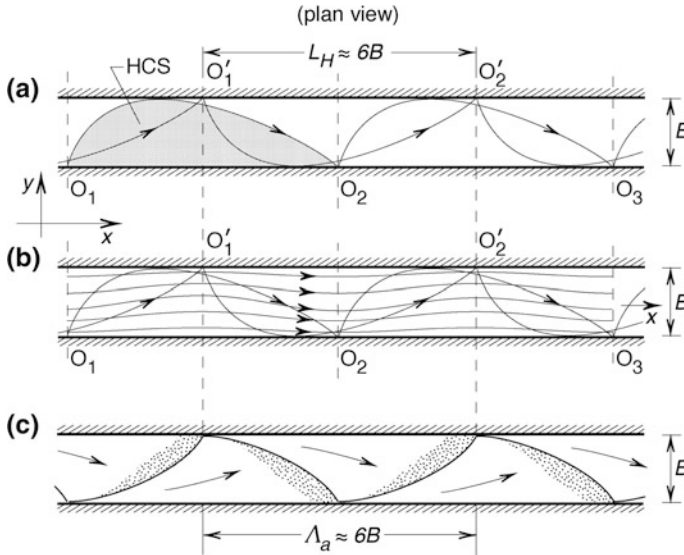 (plan view)
L_H ≈ 6B
HCS
O′₁
O′₂
(a)
B
O₁
O₂
O₃
y
x
O′₁
O′₂
(b)
B
x
O₁
O₂
O₃
(c)
B
Λ_a ≈ 6B